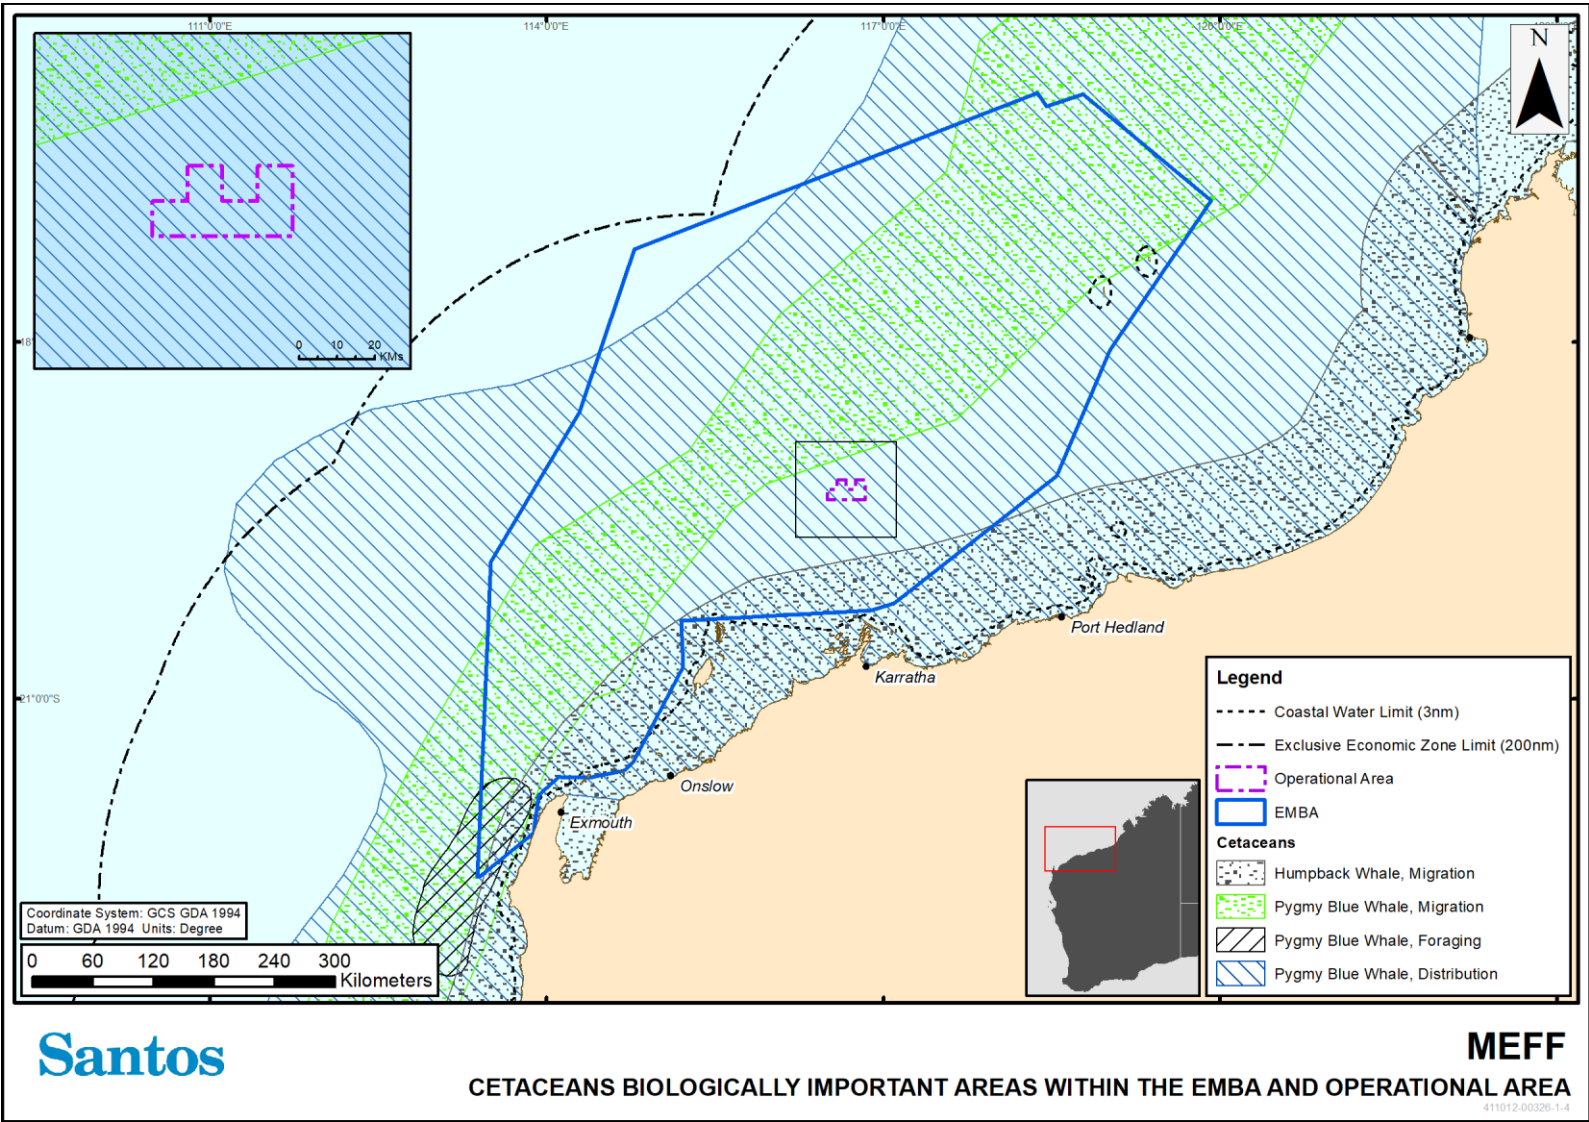 111°0'0"E
114°0'0"E
117°0'0"E
120°0'0"E
N
0 10 20
KMs
18°
21°0'0"S
Port Hedland
Karratha
Onslow
Exmouth
Legend
Coastal Water Limit (3nm)
Exclusive Economic Zone Limit (200nm)
Operational Area
EMBA
Cetaceans
Humpback Whale, Migration
Pygmy Blue Whale, Migration
Pygmy Blue Whale, Foraging
Pygmy Blue Whale, Distribution
Coordinate System: GCS GDA 1994
Datum: GDA 1994 Units: Degree
0 60 120 180 240 300
Kilometers
Santos
MEFF
CETACEANS BIOLOGICALLY IMPORTANT AREAS WITHIN THE EMBA AND OPERATIONAL AREA
411012-00326-1-4